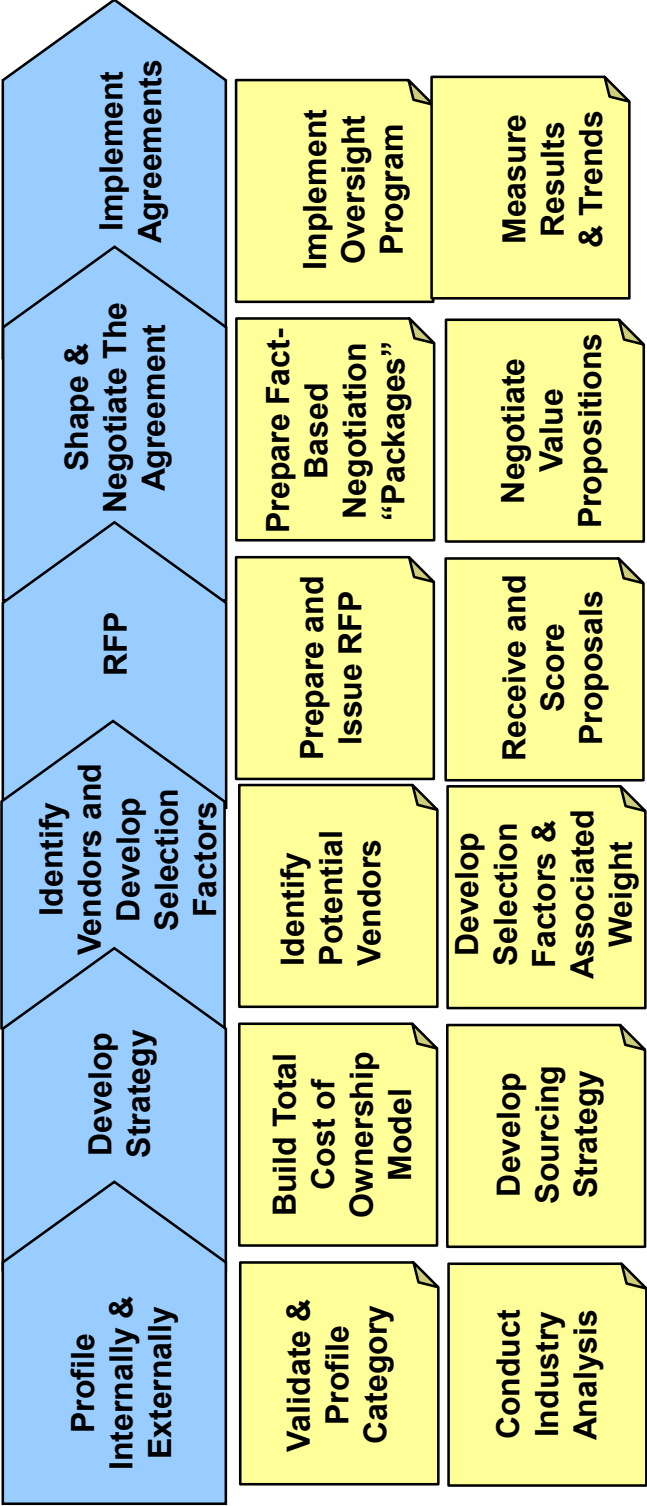 Profile
Internally &
Externally
Develop
Strategy
Identify
Vendors and
Develop
Selection
Factors
RFP
Shape &
Negotiate The
Agreement
Implement
Agreements
Validate &
Profile
Category
Build Total
Cost of
Ownership
Model
Identify
Potential
Vendors
Prepare and
Issue RFP
Prepare Fact-
Based
Negotiation
“Packages”
Implement
Oversight
Program
Conduct
Industry
Analysis
Develop
Sourcing
Strategy
Develop
Selection
Factors &
Associated
Weight
Receive and
Score
Proposals
Negotiate
Value
Propositions
Measure
Results
& Trends